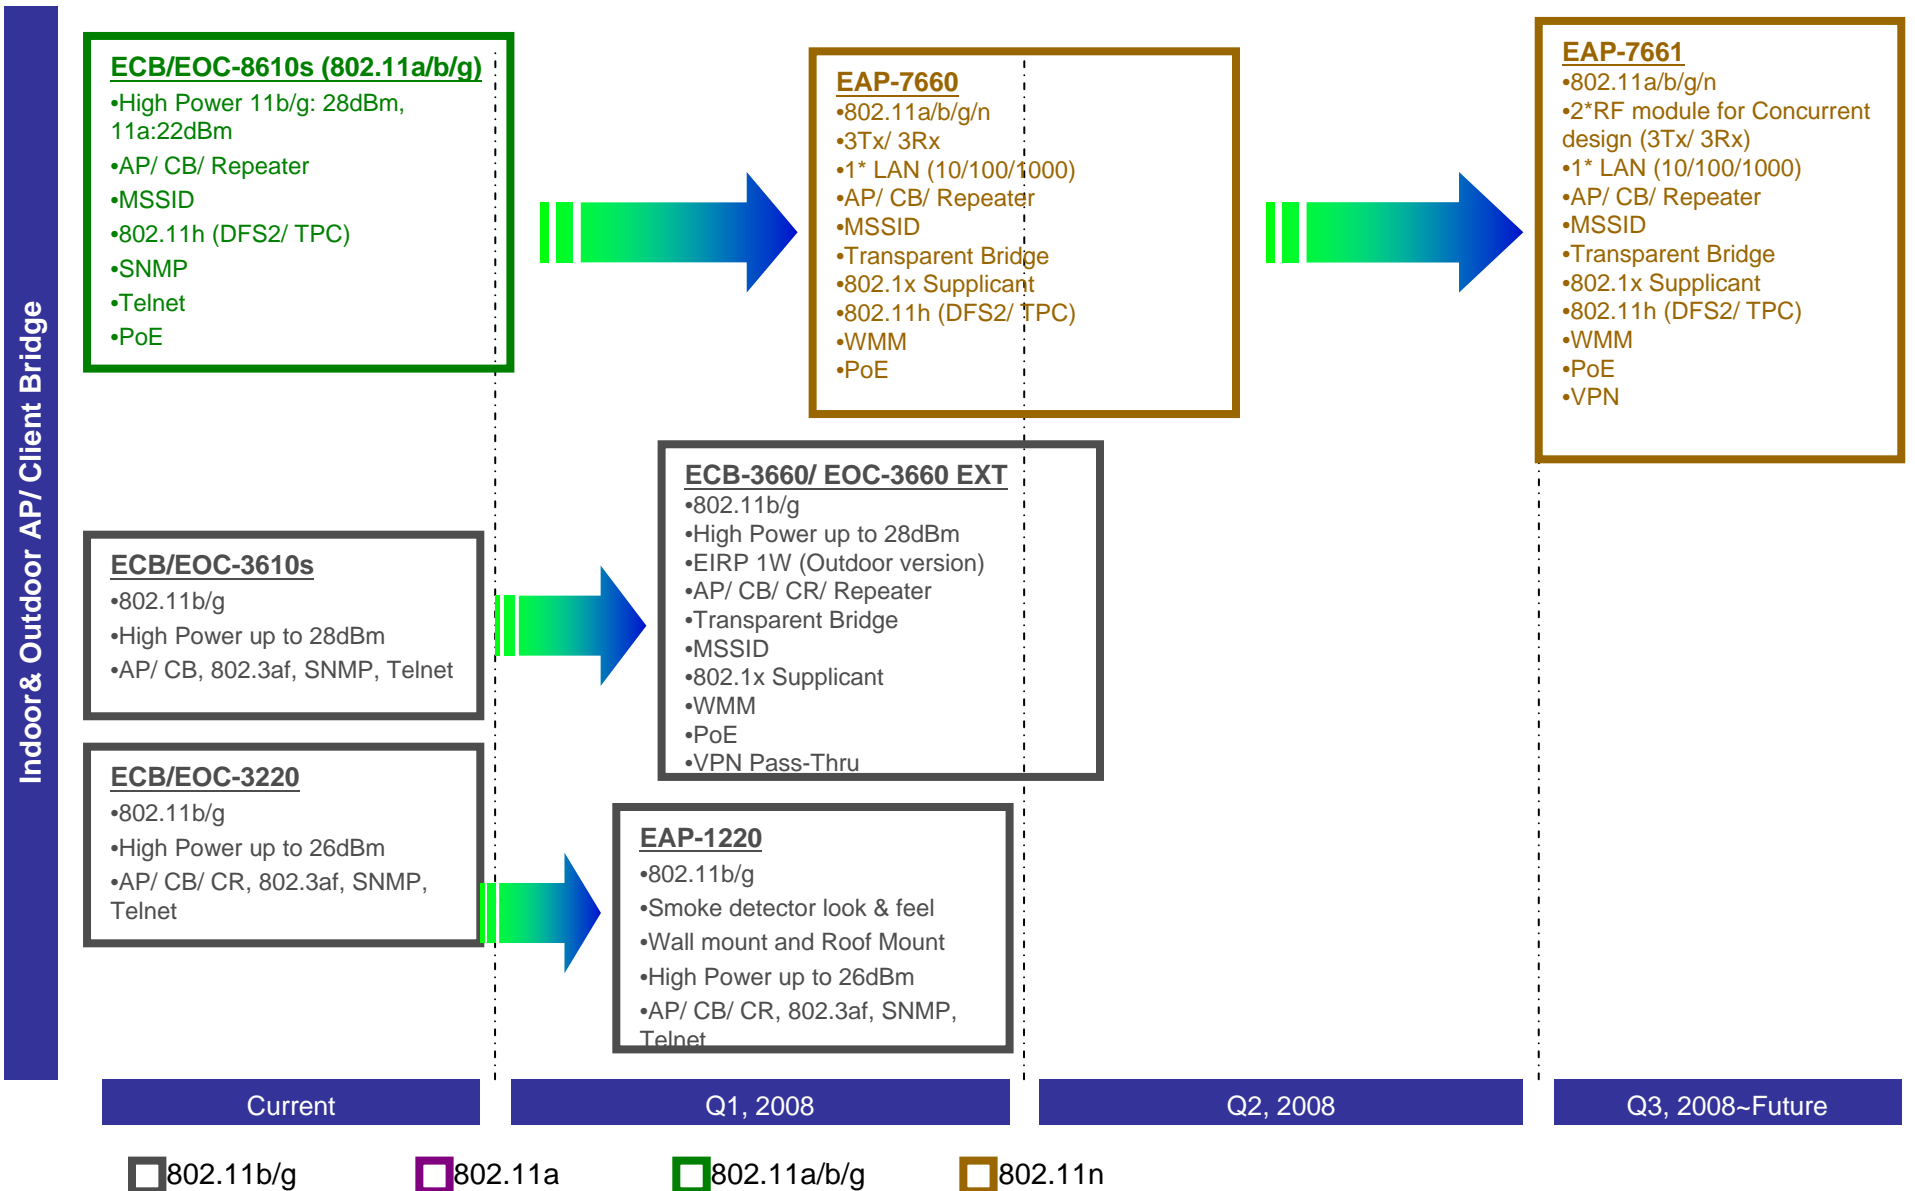 Indoor& Outdoor AP/ Client Bridge
ECB/EOC-8610s (802.11a/b/g)
•High Power 11b/g: 28dBm,
11a:22dBm
•AP/ CB/ Repeater
•MSSID
•802.11h (DFS2/ TPC)
•SNMP
•Telnet
•PoE
EAP-7660
•802.11a/b/g/n
•3Tx/ 3Rx
•1* LAN (10/100/1000)
•AP/ CB/ Repeater
•MSSID
•Transparent Bridge
•802.1x Supplicant
•802.11h (DFS2/ TPC)
•WMM
•PoE
EAP-7661
•802.11a/b/g/n
•2*RF module for Concurrent
design (3Tx/ 3Rx)
•1* LAN (10/100/1000)
•AP/ CB/ Repeater
•MSSID
•Transparent Bridge
•802.1x Supplicant
•802.11h (DFS2/ TPC)
•WMM
•PoE
•VPN
ECB/EOC-3610s
•802.11b/g
•High Power up to 28dBm
•AP/ CB, 802.3af, SNMP, Telnet
ECB-3660/ EOC-3660 EXT
•802.11b/g
•High Power up to 28dBm
•EIRP 1W (Outdoor version)
•AP/ CB/ CR/ Repeater
•Transparent Bridge
•MSSID
•802.1x Supplicant
•WMM
•PoE
•VPN Pass-Thru
ECB/EOC-3220
•802.11b/g
•High Power up to 26dBm
•AP/ CB/ CR, 802.3af, SNMP,
Telnet
EAP-1220
•802.11b/g
•Smoke detector look & feel
•Wall mount and Roof Mount
•High Power up to 26dBm
•AP/ CB/ CR, 802.3af, SNMP,
Telnet
Current
Q1, 2008
Q2, 2008
Q3, 2008~Future
802.11b/g
802.11a
802.11a/b/g
802.11n